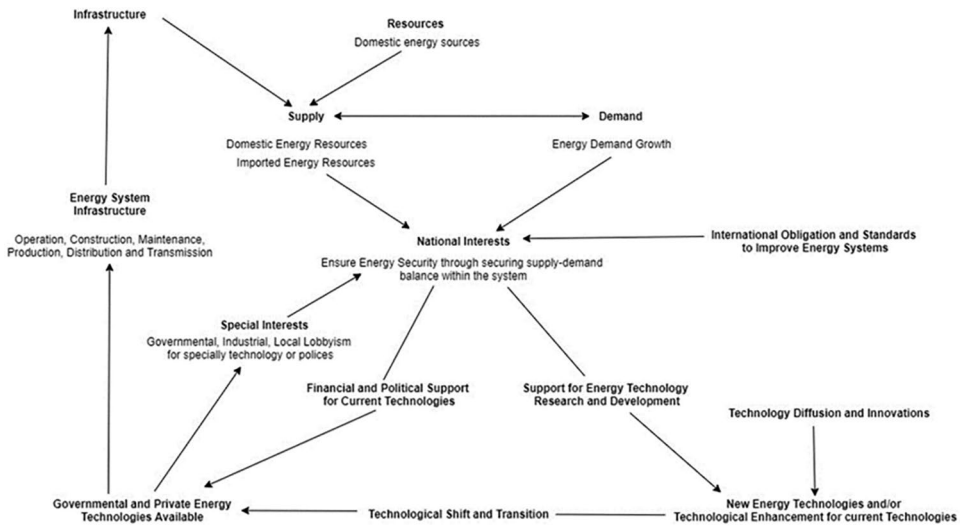 Infrastructure
Resources
Domestic energy sources
Supply
Demand
Domestic Energy Resources
Imported Energy Resources
Energy Demand Growth
Energy System
Infrastructure
Operation, Construction, Maintenance,
Production, Distribution and Transmission
National Interests
Ensure Energy Security through securing supply-demand
balance within the system
International Obligation and Standards
to Improve Energy Systems
Special Interests
Governmental, Industrial, Local Lobbyism
for specially technology or polices
Financial and Political Support
for Current Technologies
Support for Energy Technology
Research and Development
Technology Diffusion and Innovations
Governmental and Private Energy
Technologies Available
Technological Shift and Transition
New Energy Technologies and/or
Technological Enhancement for current Technologies